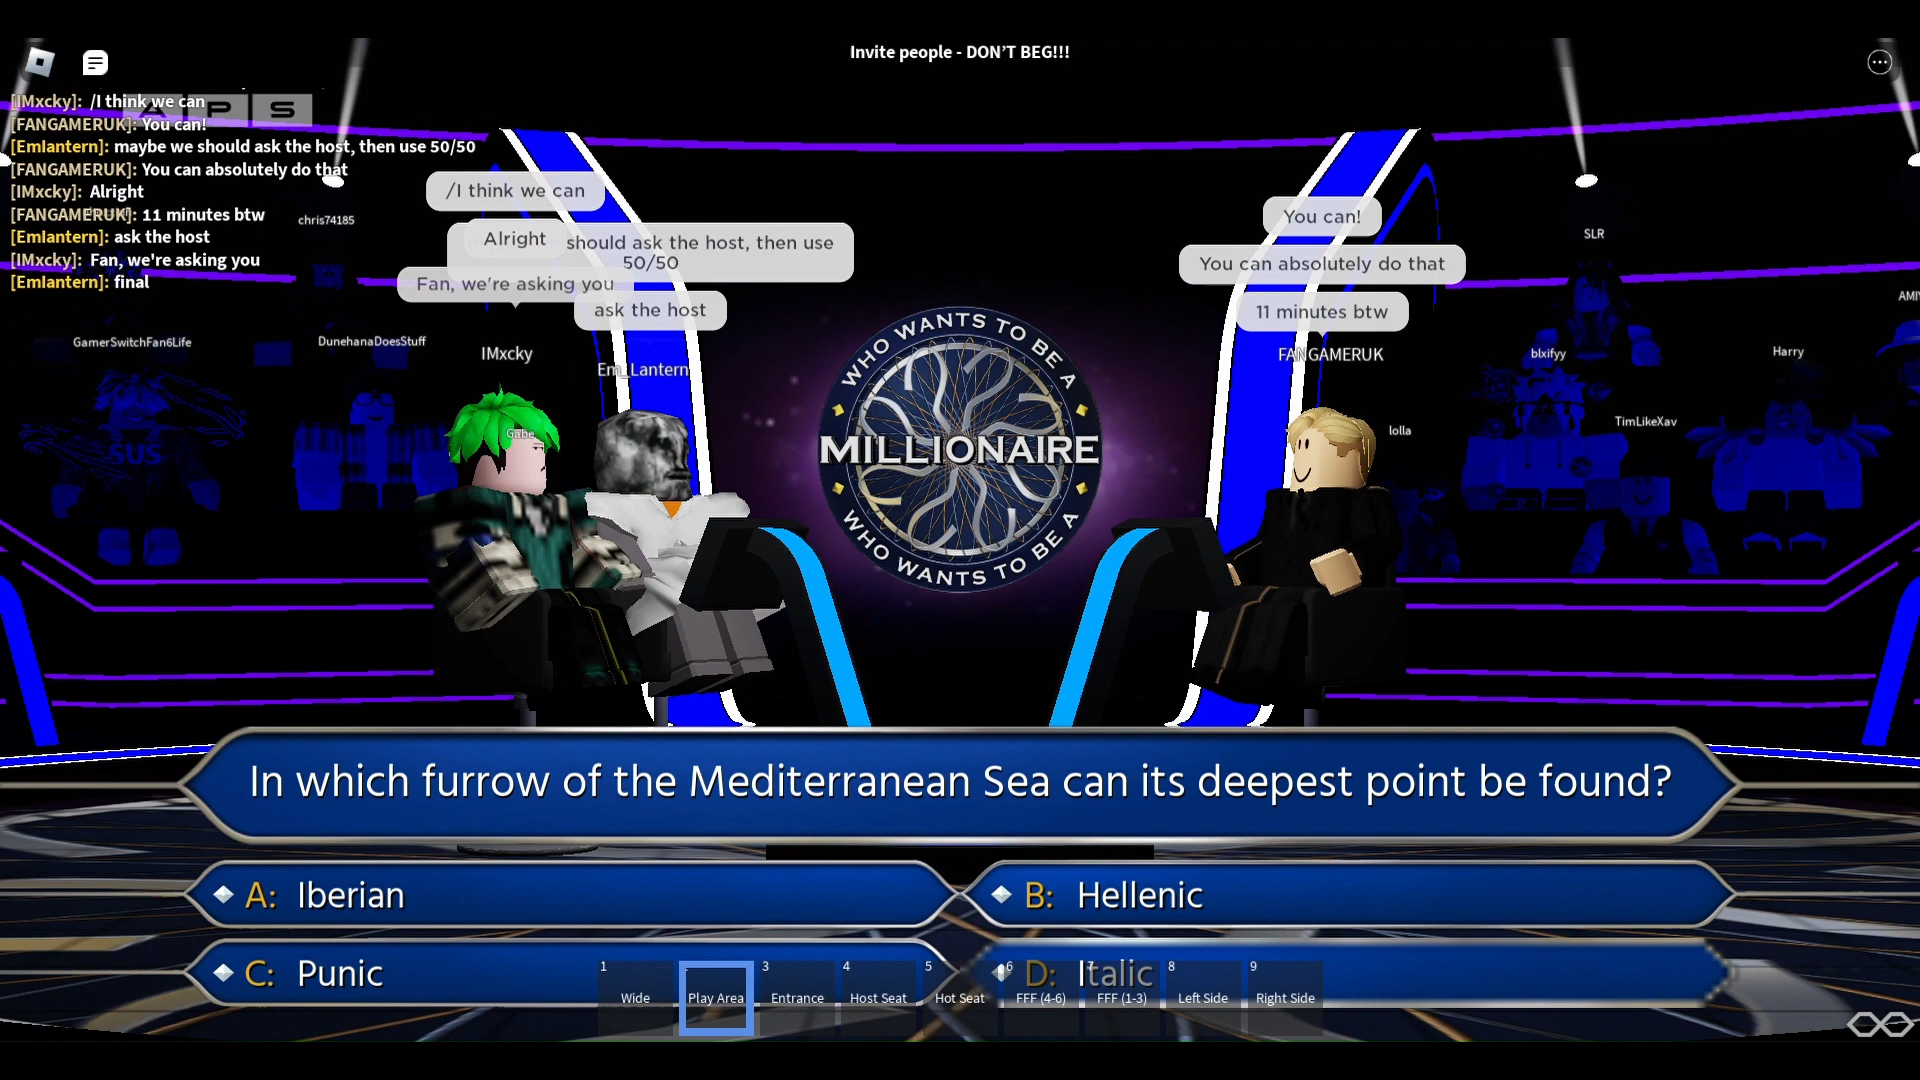 Invite people - DON'T BEG!!!
[IMxcky]: /I think we can
[FANGAMERUK]: You can!
[EmIantern]: maybe we should ask the host, then use 50/50
[FANGAMERUK]: You can absolutely do that
[IMxcky]: Alright
[FANGAMERUK]: 11 minutes btw
[EmIantern]: ask the host
[IMxcky]: Fan, we're asking you
[EmIantern]: final
A P S
chris74185
/I think we can
Alright
should ask the host, then use
50/50
Fan, we're asking you
ask the host
You can!
You can absolutely do that
11 minutes btw
SLR
GamerSwitchFan6Life
DunehanaDoesStuff
IMxcky
Em_Lantern
FANGAMERUK
blxifyy
Harry
TimLikeXav
lolla
Gabe
SUS
WHO WANTS TO BE A
MILLIONAIRE
WHO WANTS TO BE A
In which furrow of the Mediterranean Sea can its deepest point be found?
A: Iberian
B: Hellenic
C: Punic
D: Italic
1 Wide
Play Area
3 Entrance
4 Host Seat
5 Hot Seat
6 FFF (4-6)
7 FFF (1-3)
8 Left Side
9 Right Side